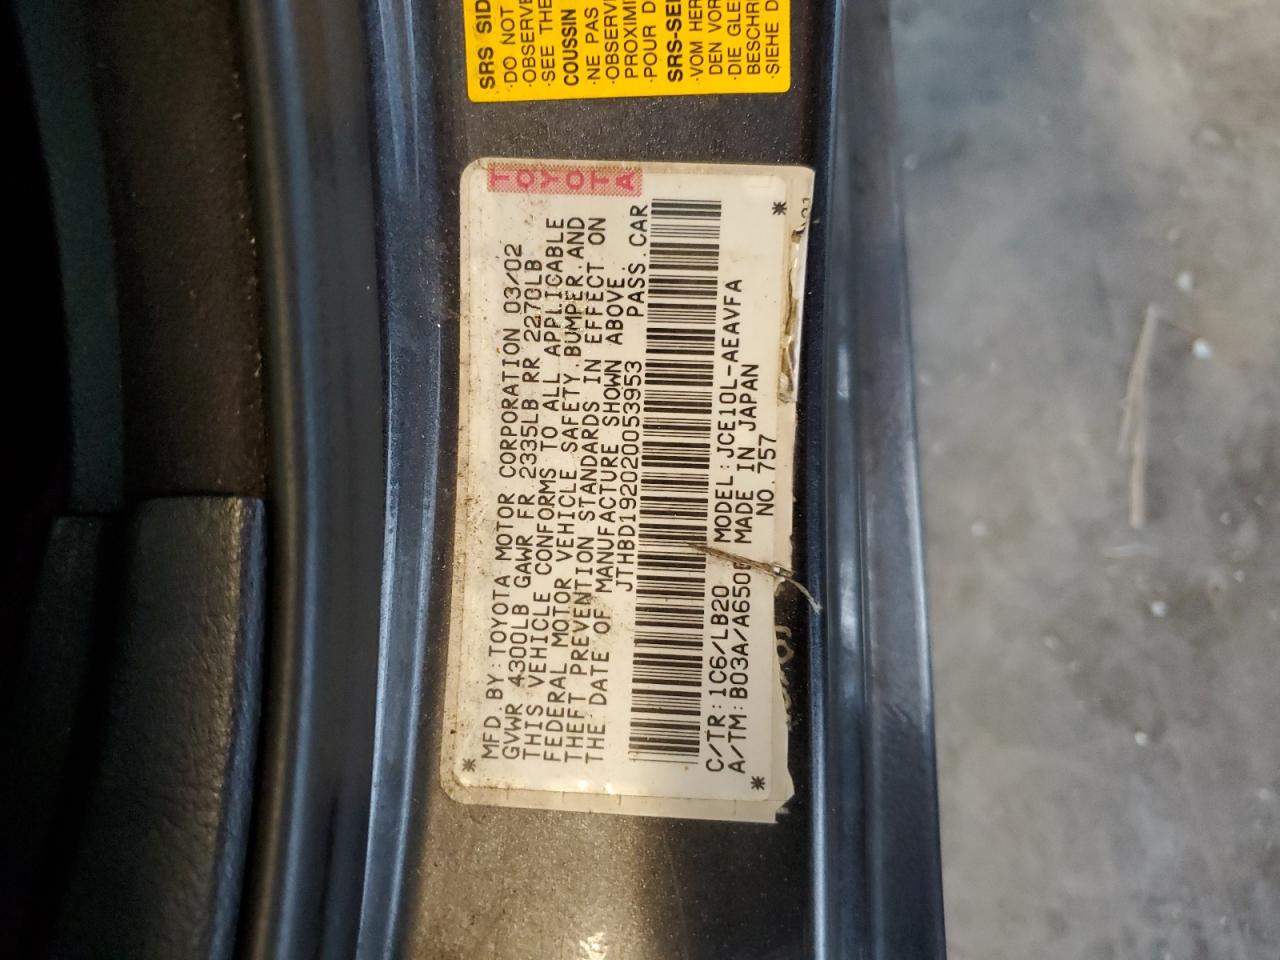 SRS SID
·DO NOT
·OBSERVE
·SEE THE
COUSSIN
·NE PAS
·OBSERVE
PROXIMI
·POUR D
SRS-SEI
·VOM HER
DEN VOR
·DIE GLE
BESCHRI
·SIEHE D
TOYOTA
MFD. BY: TOYOTA MOTOR CORPORATION 03/02
GVWR 4300LB GAWR FR 2335LB RR 2270LB
THIS VEHICLE CONFORMS TO ALL APPLICABLE
FEDERAL MOTOR VEHICLE SAFETY, BUMPER, AND
THEFT PREVENTION STANDARDS IN EFFECT ON
THE DATE OF MANUFACTURE SHOWN ABOVE.
JTHBD192020053953 PASS. CAR
C/TR: 1C6/LB20 MODEL: JCE10L-AEAVFA
A/TM: B03A/A650E MADE IN JAPAN
NO. 757